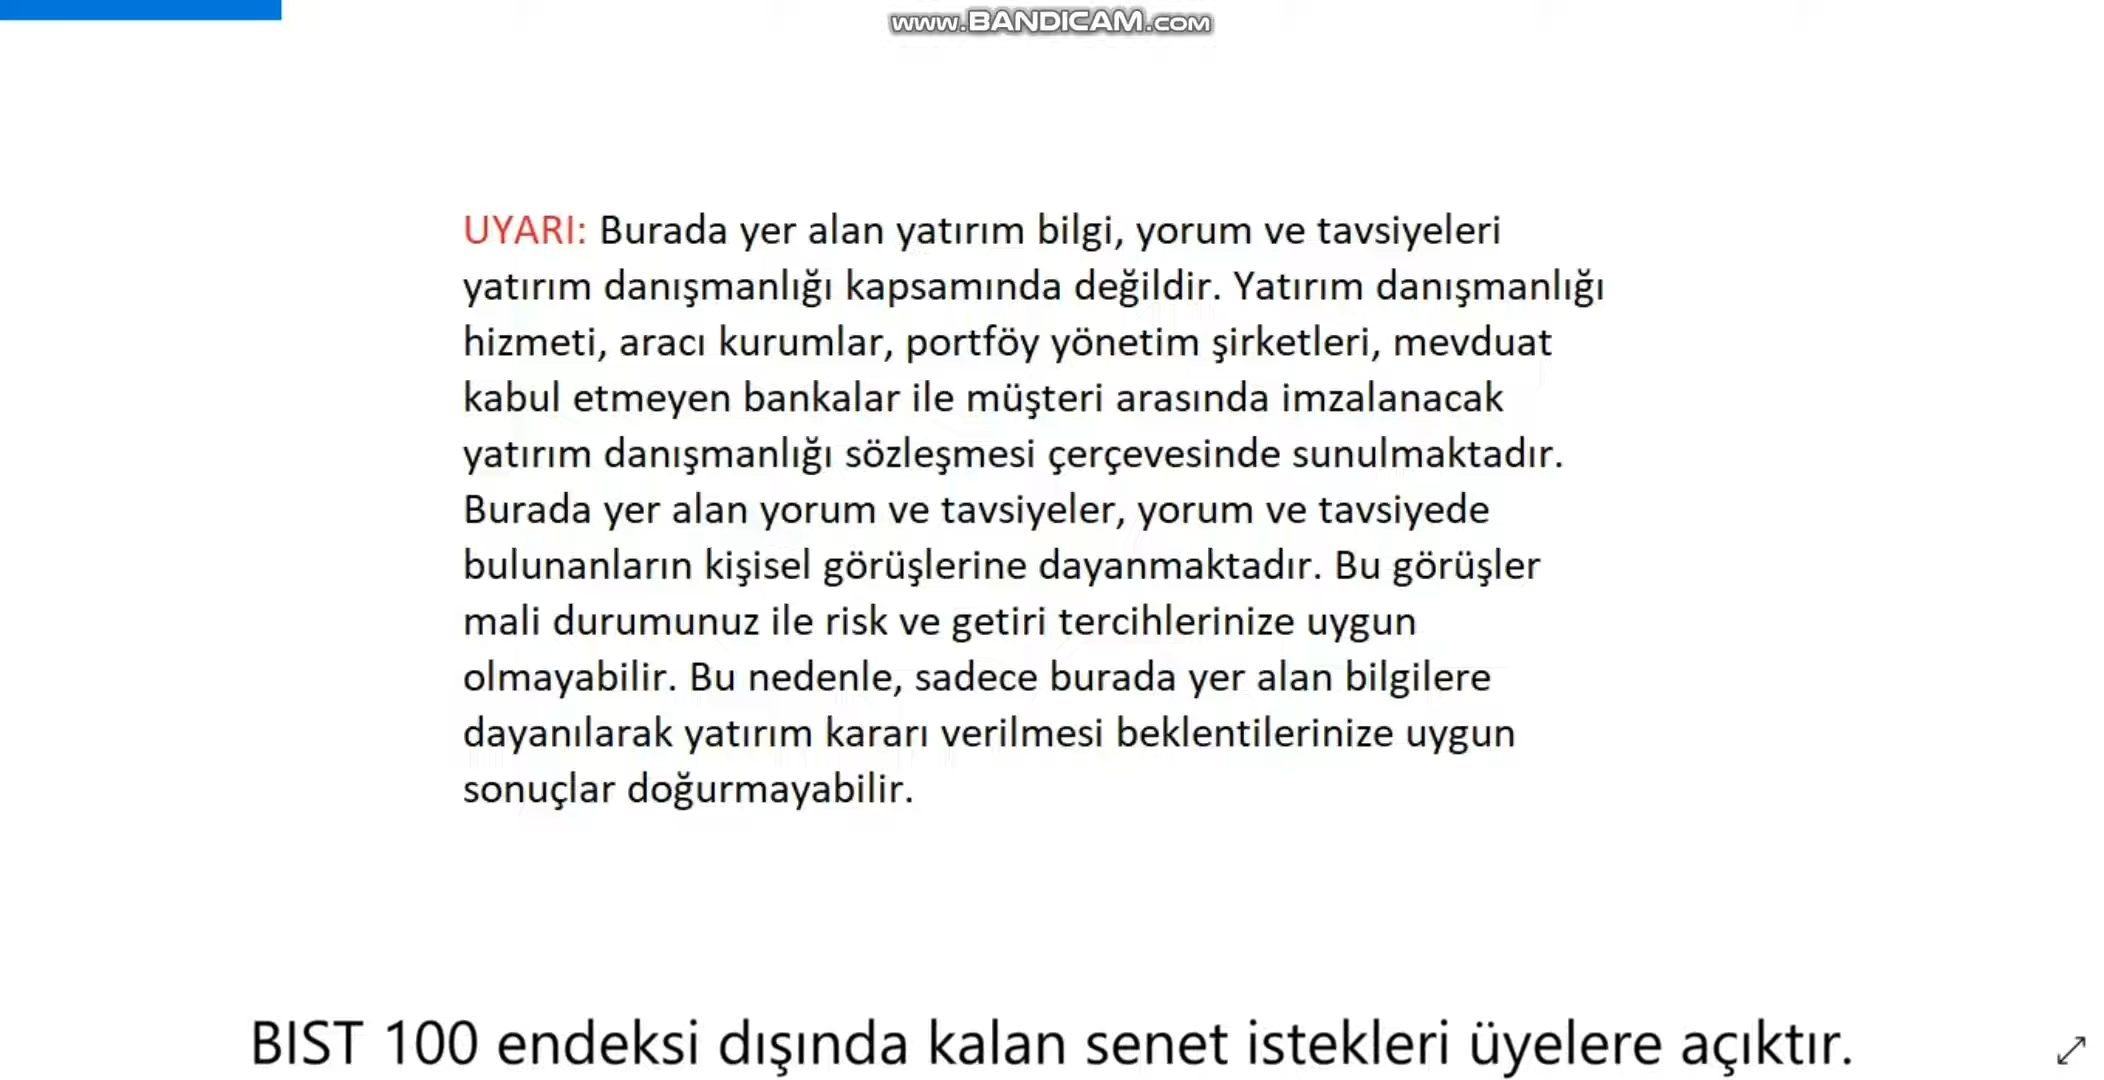 www.BANDICAM.com
UYARI: Burada yer alan yatırım bilgi, yorum ve tavsiyeleri
yatırım danışmanlığı kapsamında değildir. Yatırım danışmanlığı
hizmeti, aracı kurumlar, portföy yönetim şirketleri, mevduat
kabul etmeyen bankalar ile müşteri arasında imzalanacak
yatırım danışmanlığı sözleşmesi çerçevesinde sunulmaktadır.
Burada yer alan yorum ve tavsiyeler, yorum ve tavsiyede
bulunanların kişisel görüşlerine dayanmaktadır. Bu görüşler
mali durumunuz ile risk ve getiri tercihlerinize uygun
olmayabilir. Bu nedenle, sadece burada yer alan bilgilere
dayanılarak yatırım kararı verilmesi beklentilerinize uygun
sonuçlar doğurmayabilir.
BIST 100 endeksi dışında kalan senet istekleri üyelere açıktır.